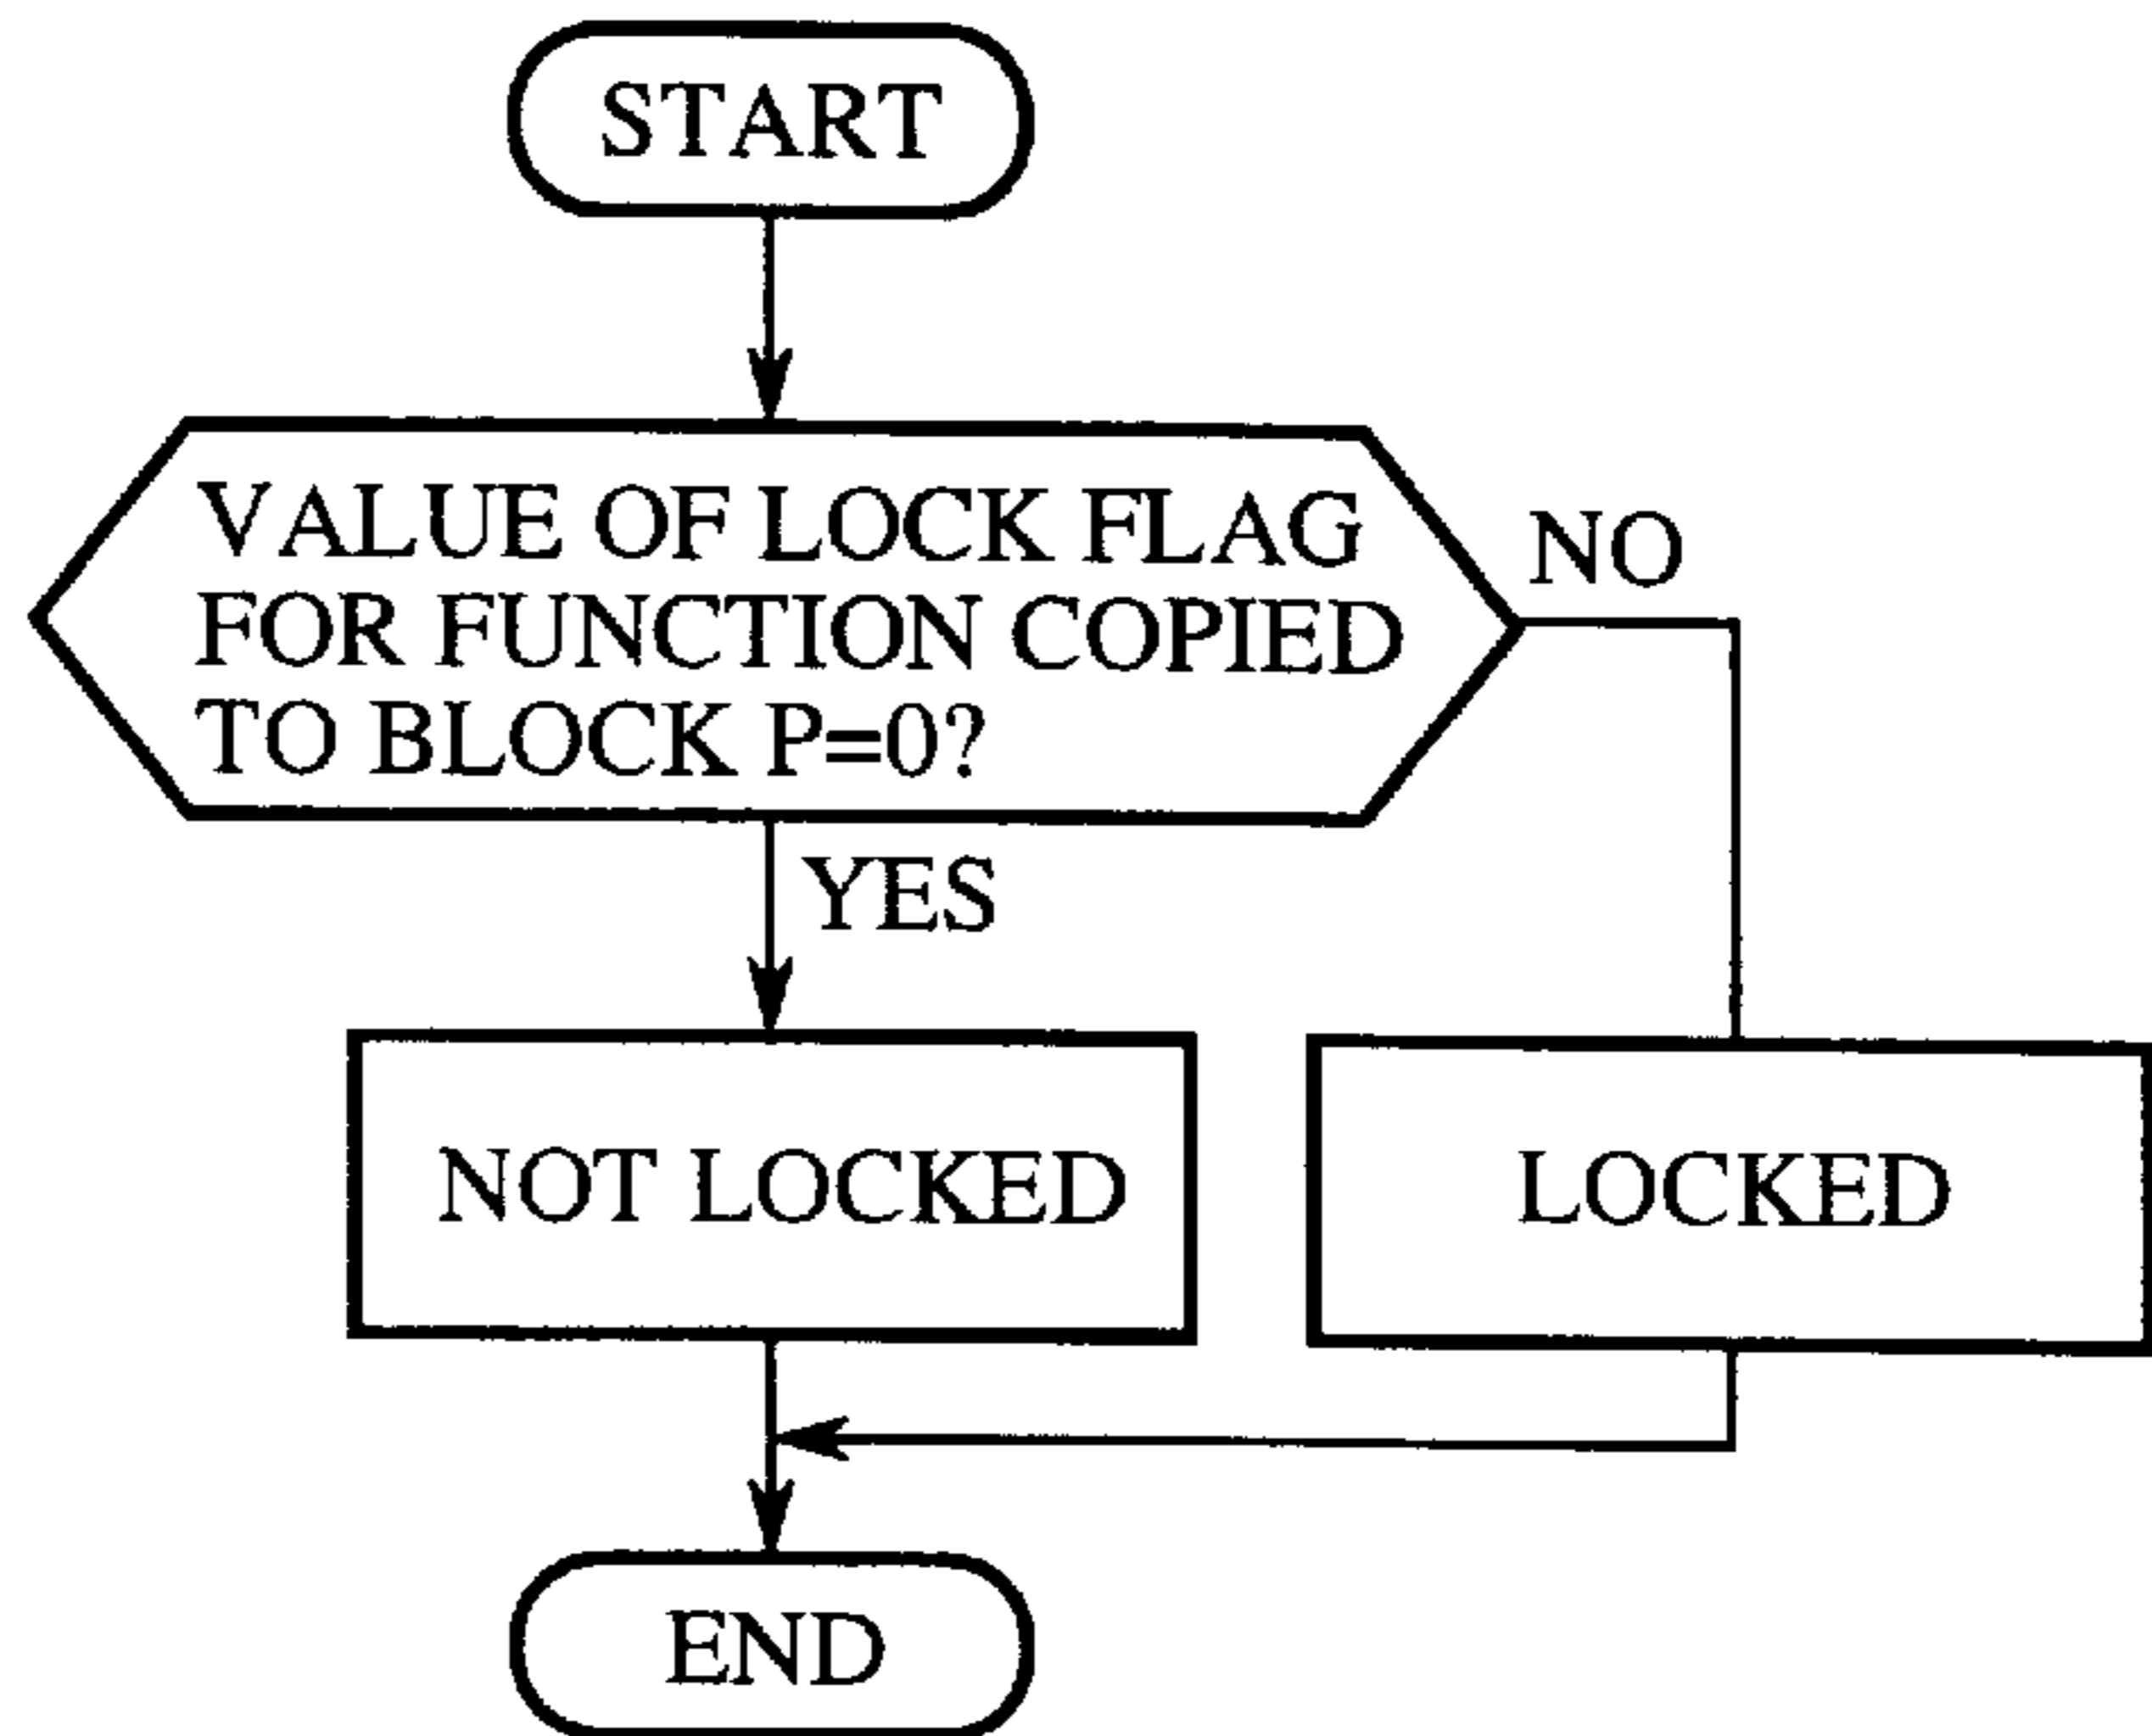 START
VALUE OF LOCK FLAG
FOR FUNCTION COPIED
TO BLOCK P=0?
NO
YES
NOT LOCKED
LOCKED
END